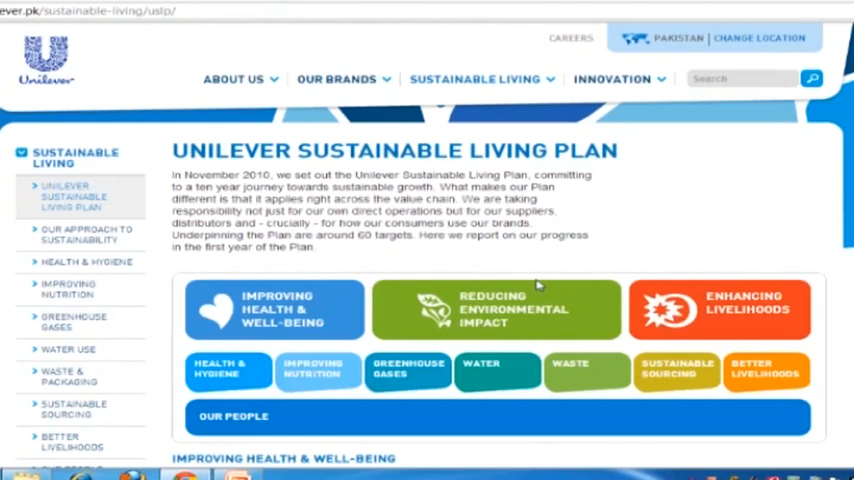 ever.pk/sustainable-living/uslp/
CAREERS
PAKISTAN | CHANGE LOCATION
Unilever
ABOUT US
OUR BRANDS
SUSTAINABLE LIVING
INNOVATION
Search
SUSTAINABLE
LIVING
UNILEVER
SUSTAINABLE
LIVING PLAN
OUR APPROACH TO
SUSTAINABILITY
HEALTH & HYGIENE
IMPROVING
NUTRITION
GREENHOUSE
GASES
WATER USE
WASTE &
PACKAGING
SUSTAINABLE
SOURCING
BETTER
LIVELIHOODS
UNILEVER SUSTAINABLE LIVING PLAN
In November 2010, we set out the Unilever Sustainable Living Plan, committing
to a ten year journey towards sustainable growth. What makes our Plan
different is that it applies right across the value chain. We are taking
responsibility not just for our own direct operations but for our suppliers,
distributors and - crucially - for how our consumers use our brands.
Underpinning the Plan are around 60 targets. Here we report on our progress
in the first year of the Plan.
IMPROVING
HEALTH &
WELL-BEING
REDUCING
ENVIRONMENTAL
IMPACT
ENHANCING
LIVELIHOODS
HEALTH &
HYGIENE
IMPROVING
NUTRITION
GREENHOUSE
GASES
WATER
WASTE
SUSTAINABLE
SOURCING
BETTER
LIVELIHOODS
OUR PEOPLE
IMPROVING HEALTH & WELL-BEING